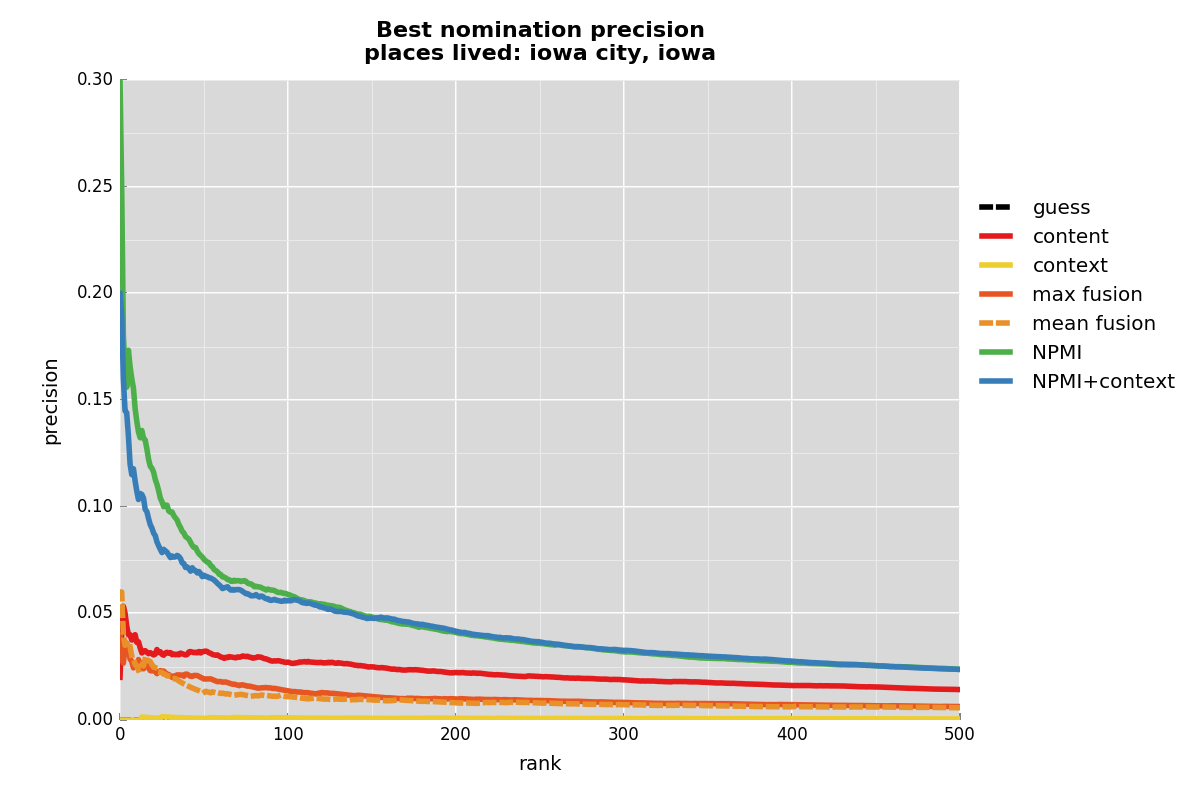 Best nomination precision
places lived: iowa city, iowa
0.30
0.25
0.20
0.15
0.10
0.05
0.00
precision
0 100 200 300 400 500
rank
guess
content
context
max fusion
mean fusion
NPMI
NPMI+context